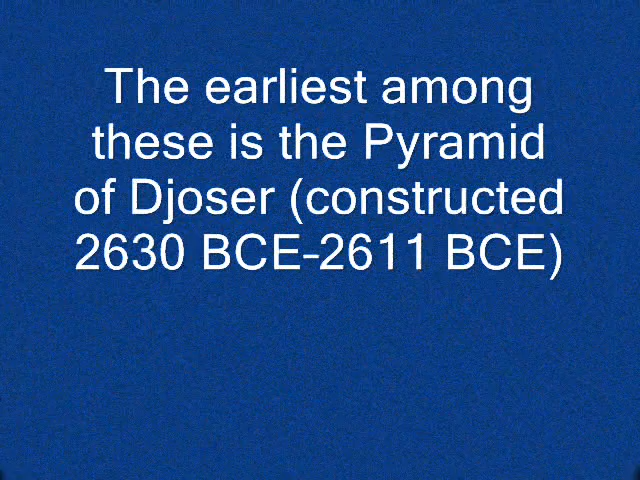 The earliest among
these is the Pyramid
of Djoser (constructed
2630 BCE–2611 BCE)